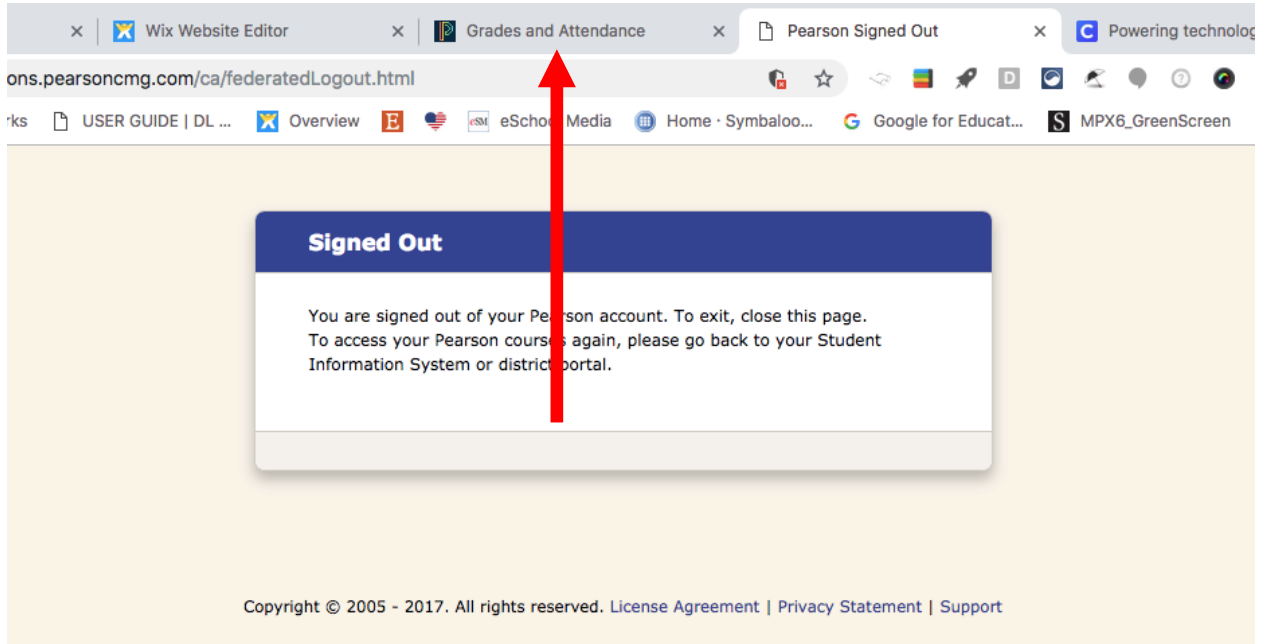 Wix Website Editor Grades and Attendance Pearson Signed Out Powering technolog
ons.pearsoncmg.com/ca/federatedLogout.html D
rks USER GUIDE | DL ... Overview E eSM eSchool Media Home · Symbaloo... G Google for Educat... S MPX6_GreenScreen
Signed Out
You are signed out of your Pearson account. To exit, close this page.
To access your Pearson courses again, please go back to your Student
Information System or district portal.
Copyright © 2005 - 2017. All rights reserved. License Agreement | Privacy Statement | Support